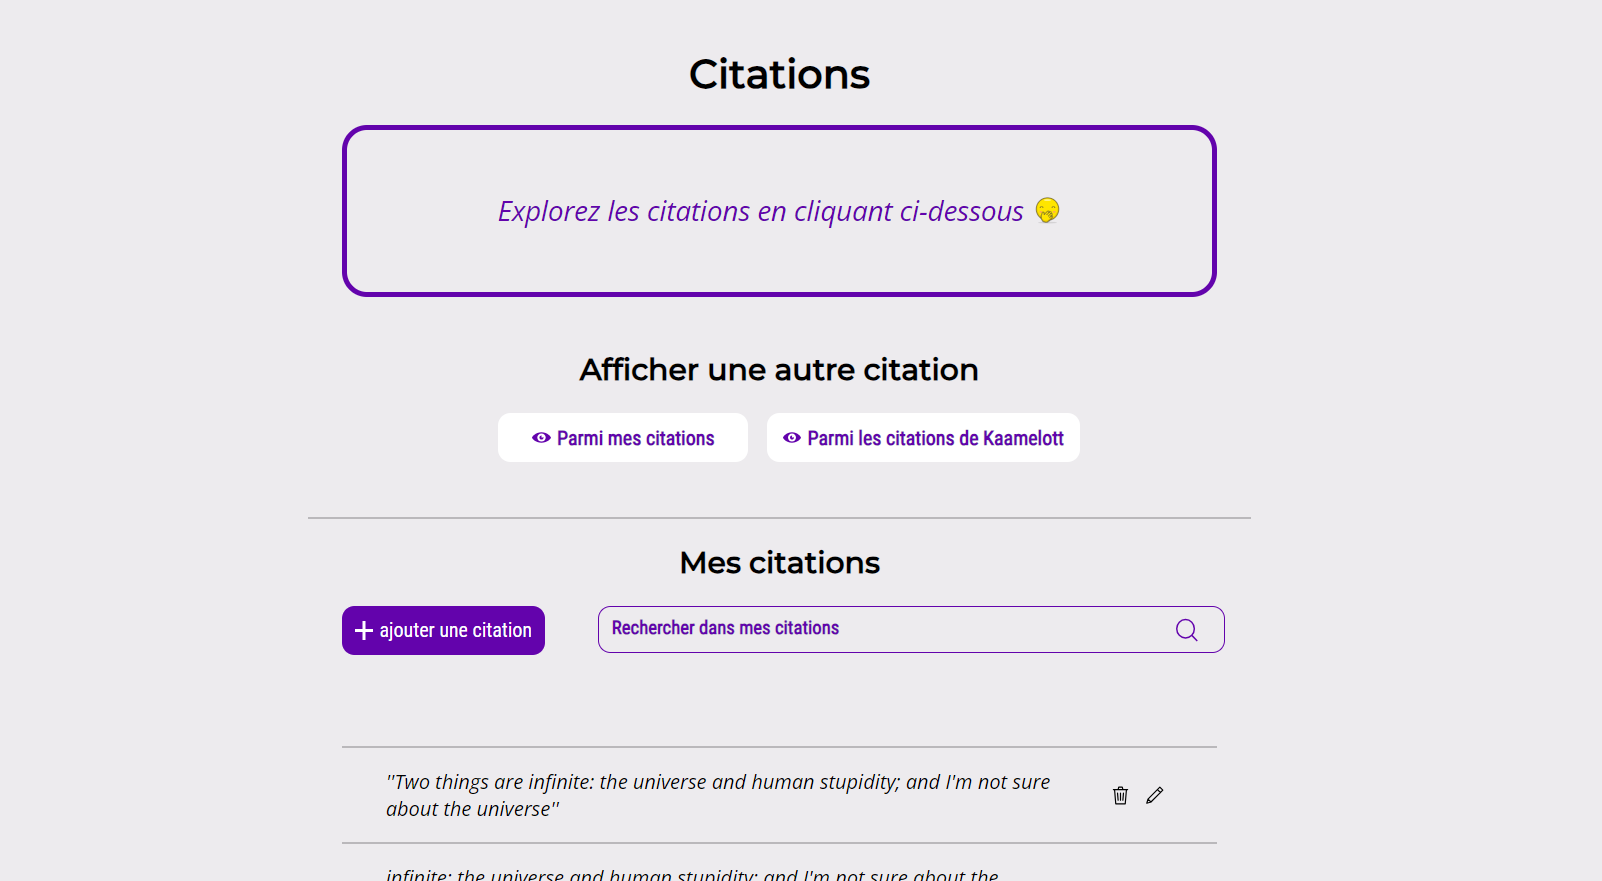 Citations
Explorez les citations en cliquant ci-dessous 🤭
Afficher une autre citation
Parmi mes citations
Parmi les citations de Kaamelott
Mes citations
ajouter une citation
Rechercher dans mes citations
''Two things are infinite: the universe and human stupidity; and I'm not sure
about the universe''
infinite: the universe and human stupidity; and I'm not sure about the